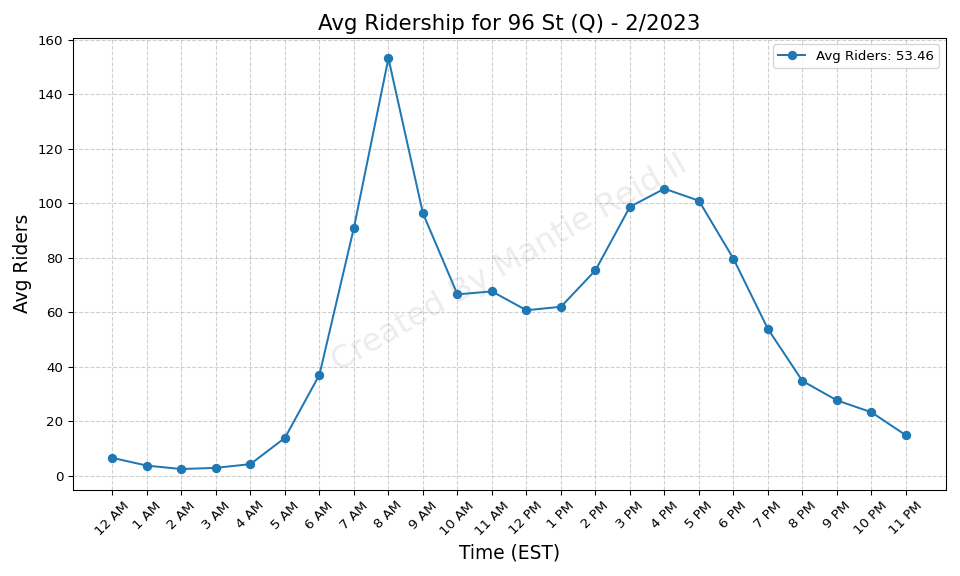 Avg Ridership for 96 St (Q) - 2/2023
Avg Riders: 53.46
Avg Riders
160
140
120
100
80
60
40
20
0
Created By Mantle Reid II
12 AM
1 AM
2 AM
3 AM
4 AM
5 AM
6 AM
7 AM
8 AM
9 AM
10 AM
11 AM
12 PM
1 PM
2 PM
3 PM
4 PM
5 PM
6 PM
7 PM
8 PM
9 PM
10 PM
11 PM
Time (EST)